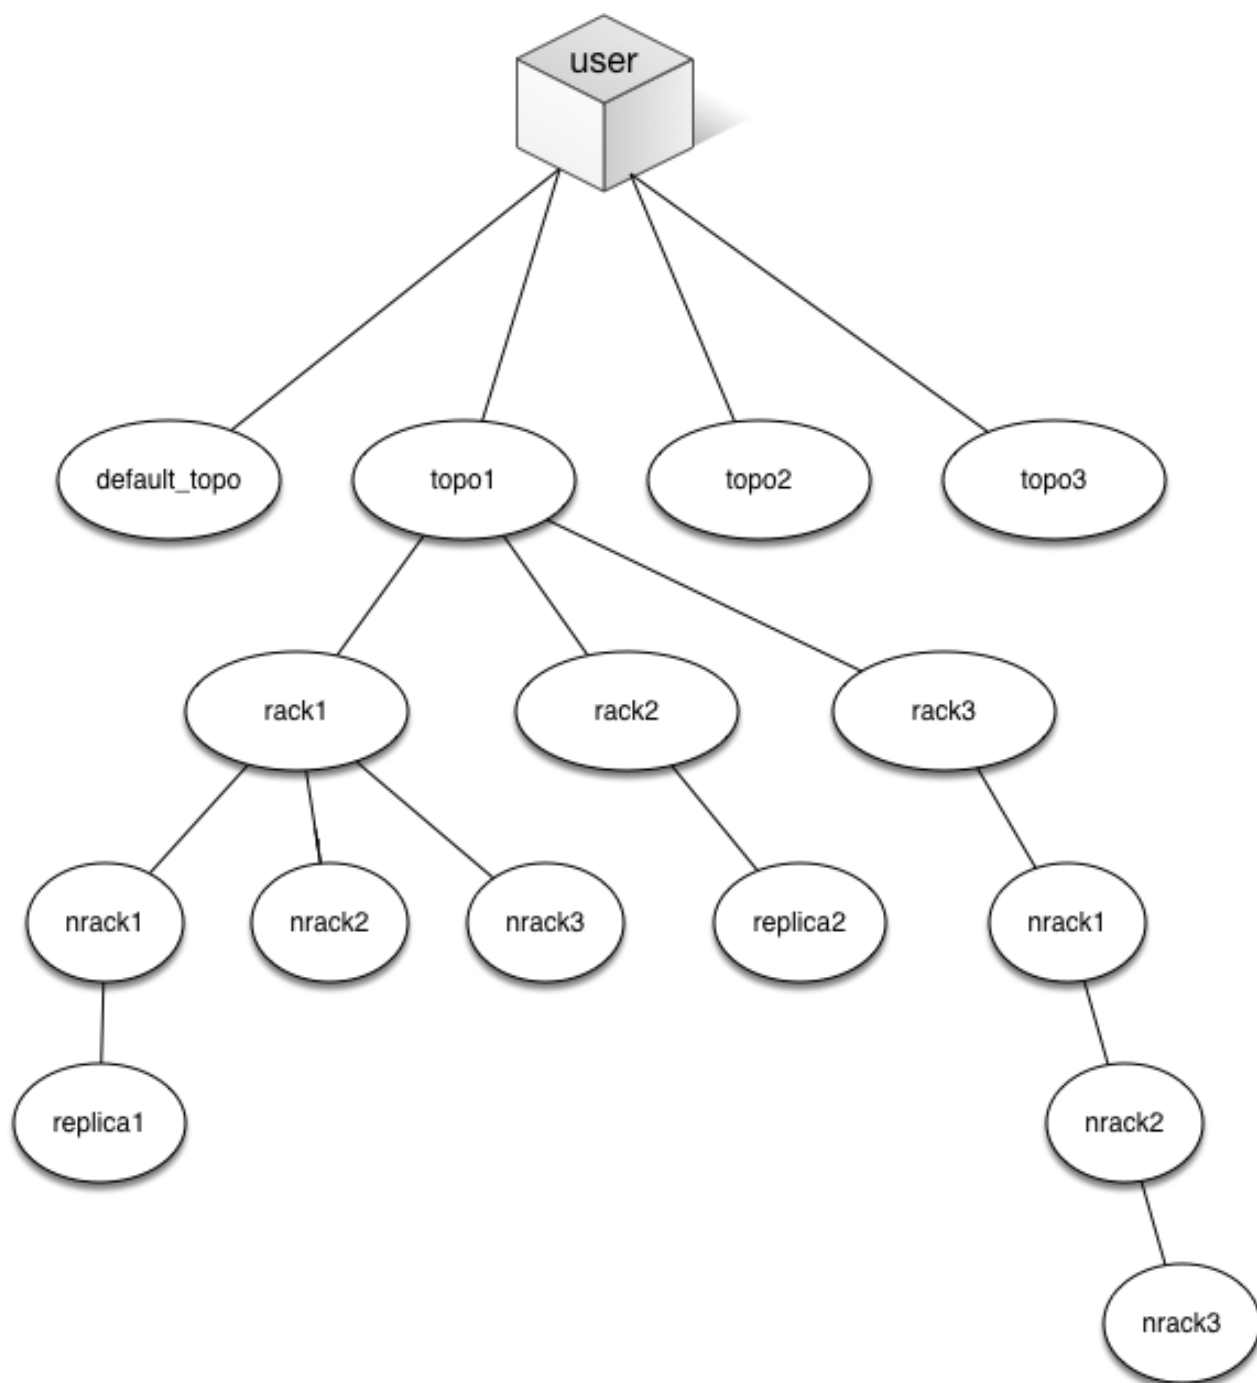 user
default_topo
topo1
topo2
topo3
rack1
rack2
rack3
nrack1
nrack2
nrack3
replica2
nrack1
replica1
nrack2
nrack3